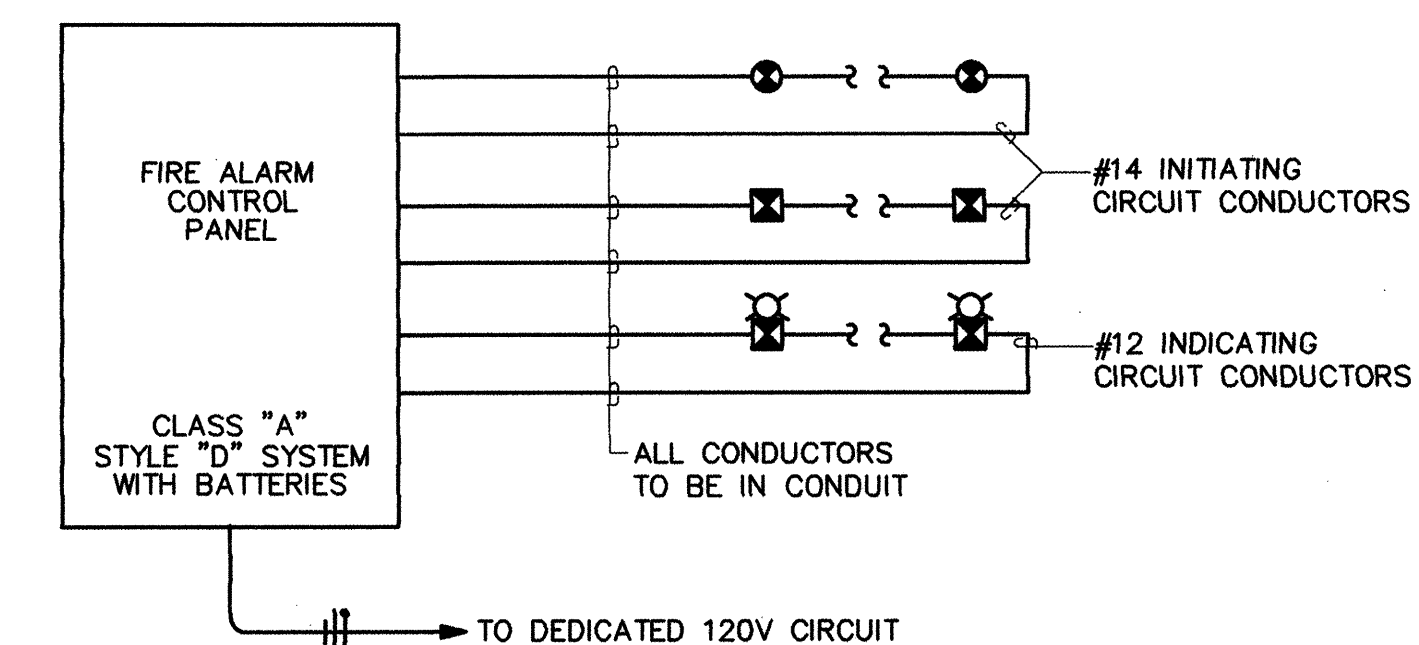 FIRE ALARM
CONTROL
PANEL
CLASS "A"
STYLE "D" SYSTEM
WITH BATTERIES
#14 INITIATING
CIRCUIT CONDUCTORS
#12 INDICATING
CIRCUIT CONDUCTORS
ALL CONDUCTORS
TO BE IN CONDUIT
TO DEDICATED 120V CIRCUIT